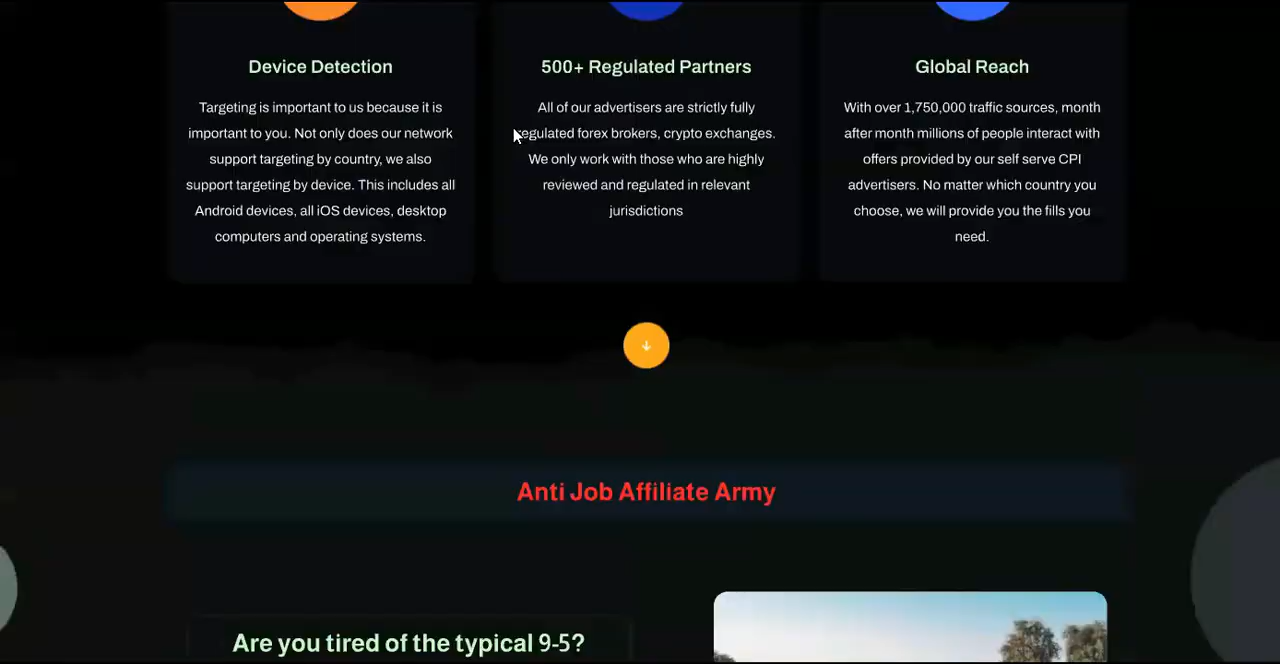 Device Detection
Targeting is important to us because it is
important to you. Not only does our network
support targeting by country, we also
support targeting by device. This includes all
Android devices, all iOS devices, desktop
computers and operating systems.
500+ Regulated Partners
All of our advertisers are strictly fully
regulated forex brokers, crypto exchanges.
We only work with those who are highly
reviewed and regulated in relevant
jurisdictions
Global Reach
With over 1,750,000 traffic sources, month
after month millions of people interact with
offers provided by our self serve CPI
advertisers. No matter which country you
choose, we will provide you the fills you
need.
Anti Job Affiliate Army
Are you tired of the typical 9-5?